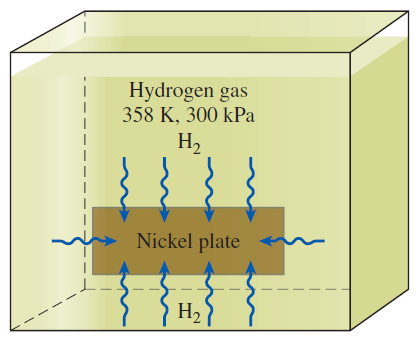 Hydrogen gas
358 K, 300 kPa
H₂
Nickel plate
H₂